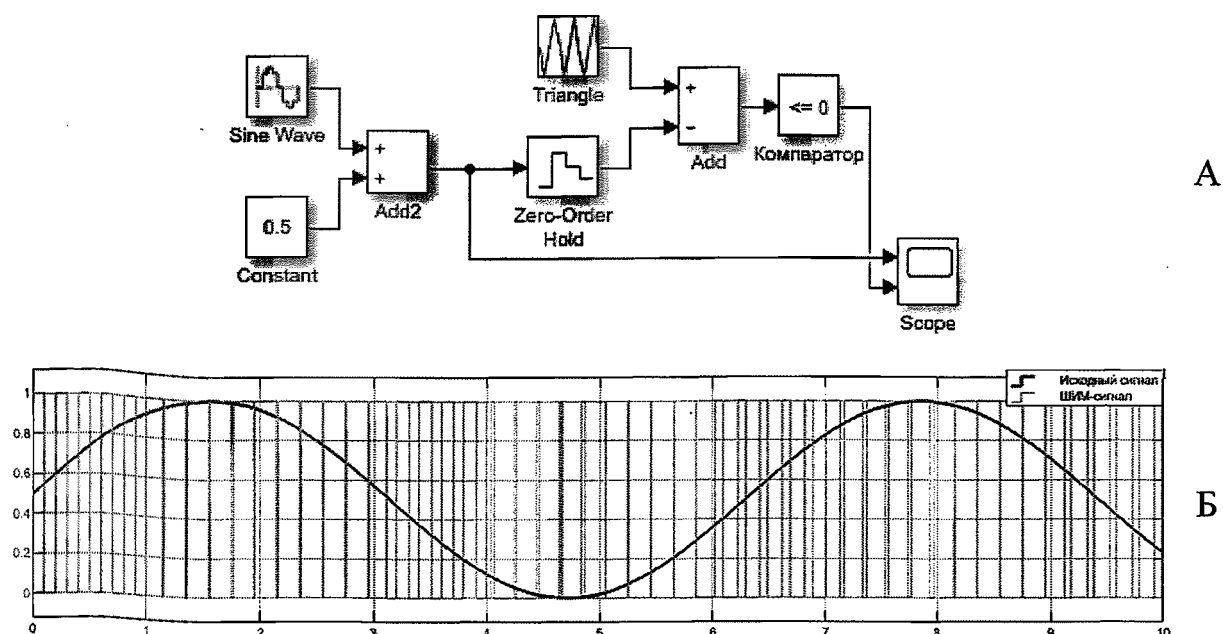 Triangle
Sine Wave
+
-
Add
<= 0
Компаратор
А
+
+
Add2
Zero-Order
Hold
0.5
Constant
Scope
Исходный сигнал
ШИМ-сигнал
1
0.8
0.6
0.4
0.2
0
Б
0 1 2 3 4 5 6 7 8 9 10